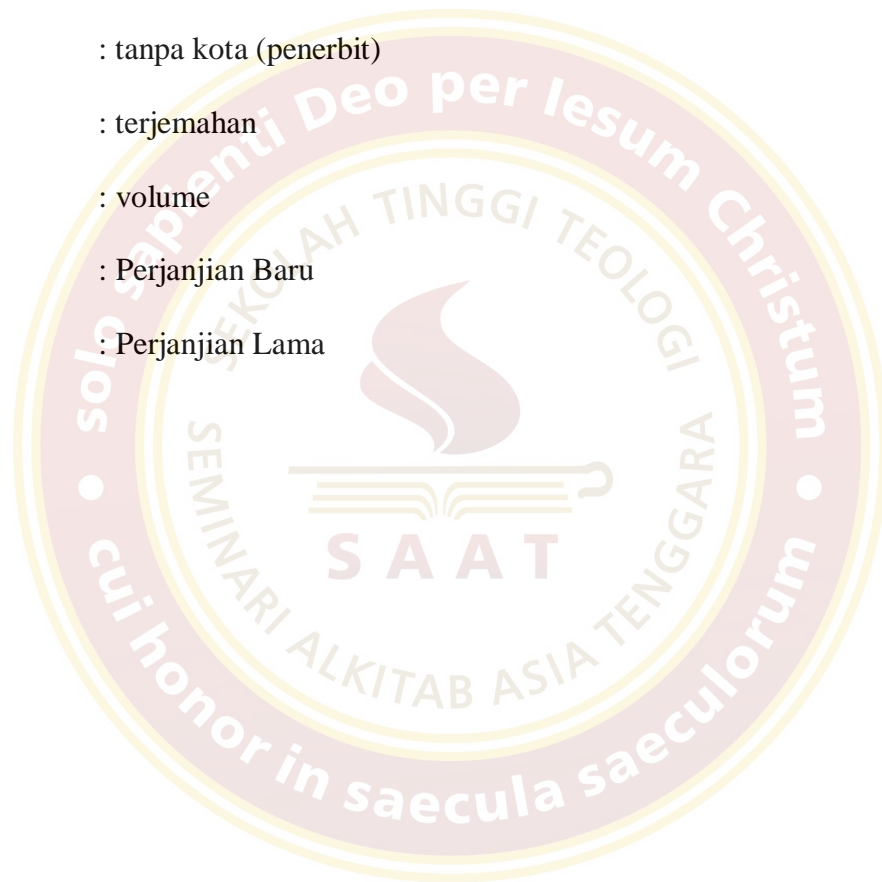 : tanpa kota (penerbit)
: terjemahan
: volume
: Perjanjian Baru
: Perjanjian Lama
solo sapienti Deo per Iesum Christum
SEKOLAH TINGGI TEOLOGI
SAAT
SEMINARI ALKITAB ASIA TENGGARA
cui honor in saecula saeculorum